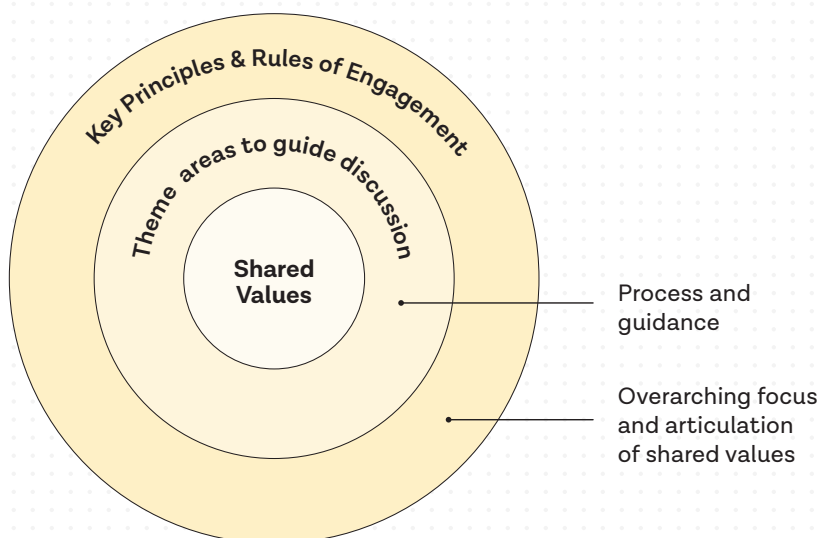 Key Principles & Rules of Engagement
Theme areas to guide discussion
Shared
Values
Process and
guidance
Overarching focus
and articulation
of shared values